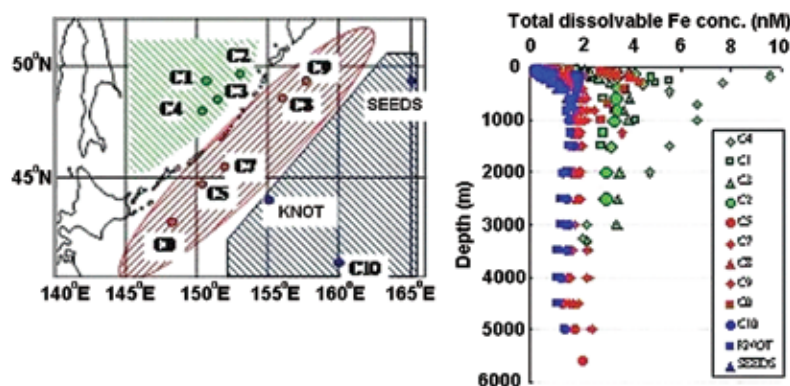 Total dissolvable Fe conc. (nM)
0 2 4 6 8 10
50°N
45°N
C2
C1
C3
C4
C9
C8
SEEDS
C7
C5
KNOT
C10
140°E 145°E 150°E 155°E 160°E 165°E
Depth (m)
0
1000
2000
3000
4000
5000
6000
C4
C1
C2
C5
C7
C8
C9
C10
KNOT
SEEDS